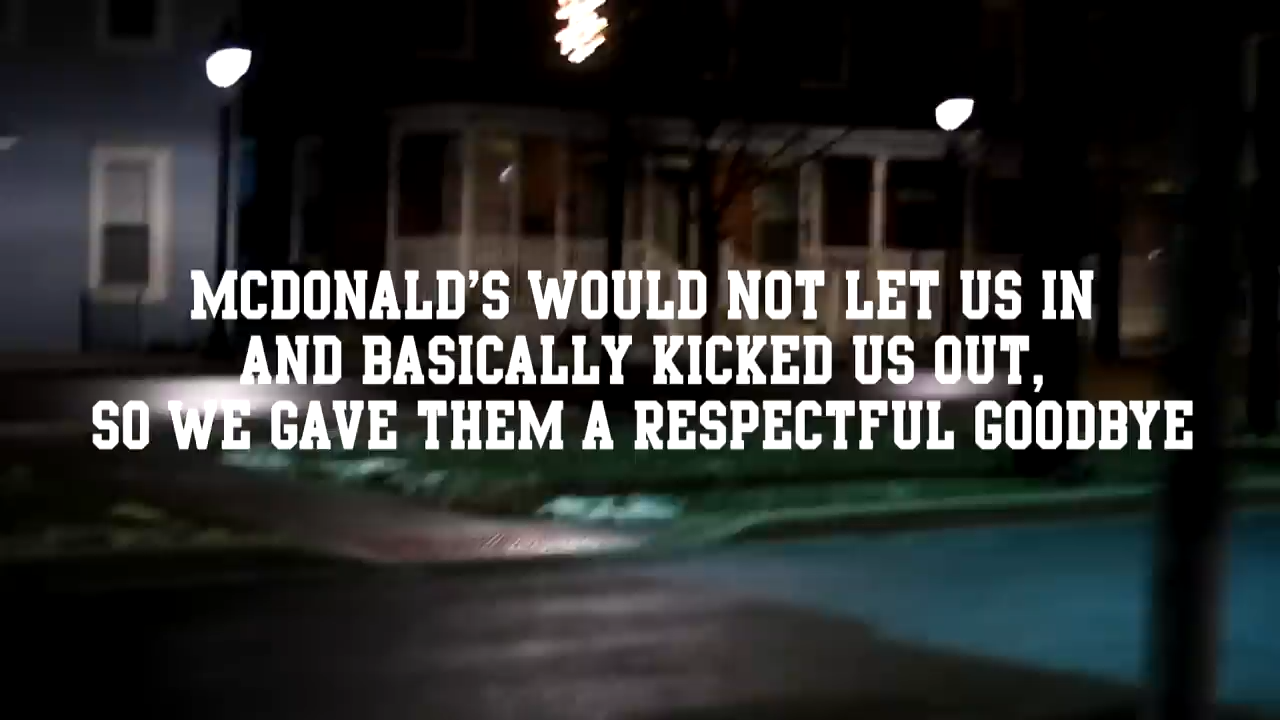 MCDONALD'S WOULD NOT LET US IN
AND BASICALLY KICKED US OUT,
SO WE GAVE THEM A RESPECTFUL GOODBYE